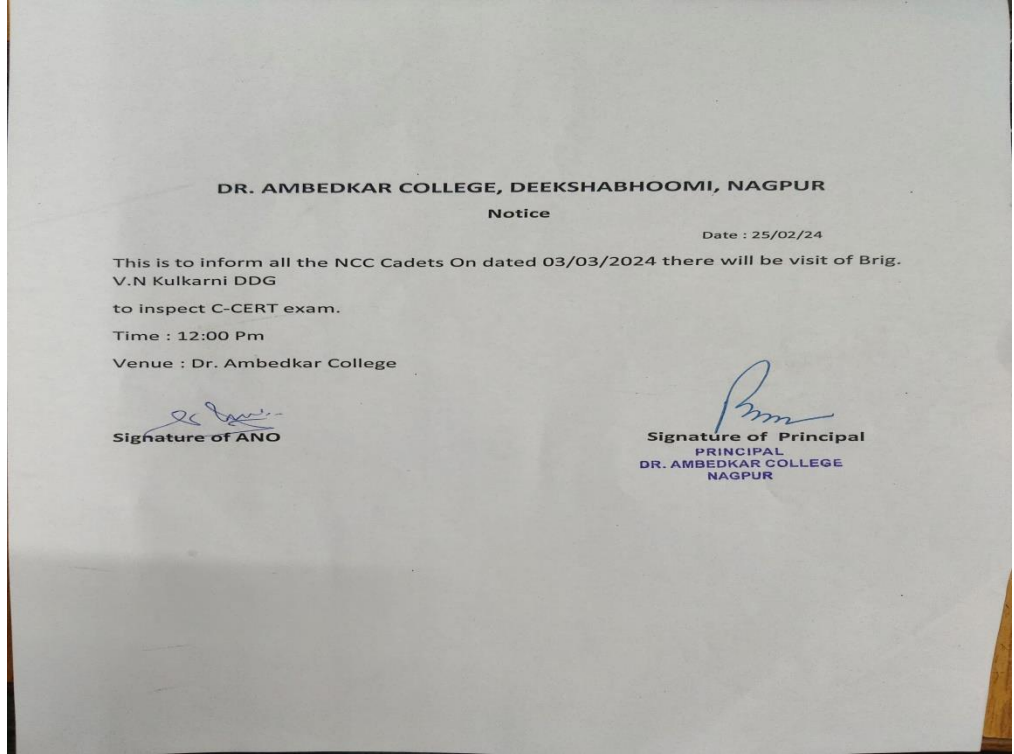 DR. AMBEDKAR COLLEGE, DEEKSHABHOOMI, NAGPUR
Notice
Date : 25/02/24
This is to inform all the NCC Cadets On dated 03/03/2024 there will be visit of Brig.
V.N Kulkarni DDG
to inspect C-CERT exam.
Time : 12:00 Pm
Venue : Dr. Ambedkar College
Signature of ANO
Signature of Principal
PRINCIPAL
DR. AMBEDKAR COLLEGE
NAGPUR